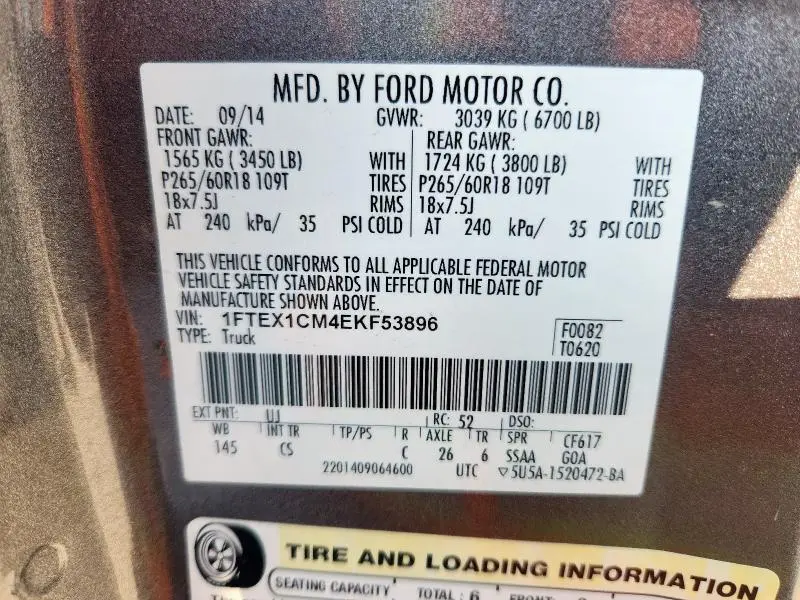 MFD. BY FORD MOTOR CO.
DATE: 09/14 GVWR: 3039 KG ( 6700 LB)
FRONT GAWR: REAR GAWR:
1565 KG ( 3450 LB) WITH 1724 KG ( 3800 LB) WITH
P265/60R18 109T TIRES P265/60R18 109T TIRES
18x7.5J RIMS 18x7.5J RIMS
AT 240 kPa/ 35 PSI COLD AT 240 kPa/ 35 PSI COLD
THIS VEHICLE CONFORMS TO ALL APPLICABLE FEDERAL MOTOR
VEHICLE SAFETY STANDARDS IN EFFECT ON THE DATE OF
MANUFACTURE SHOWN ABOVE.
VIN: 1FTEX1CM4EKF53896 F0082
TYPE: Truck T0620
EXT PNT: UJ RC: 52 DSO:
WB INT TR TP/PS R AXLE TR SPR CF617
145 CS C 26 6 SSAA GOA
2201409064600 UTC ▽5U5A-1520472-BA
TIRE AND LOADING INFORMATION
SEATING CAPACITY TOTAL: 6